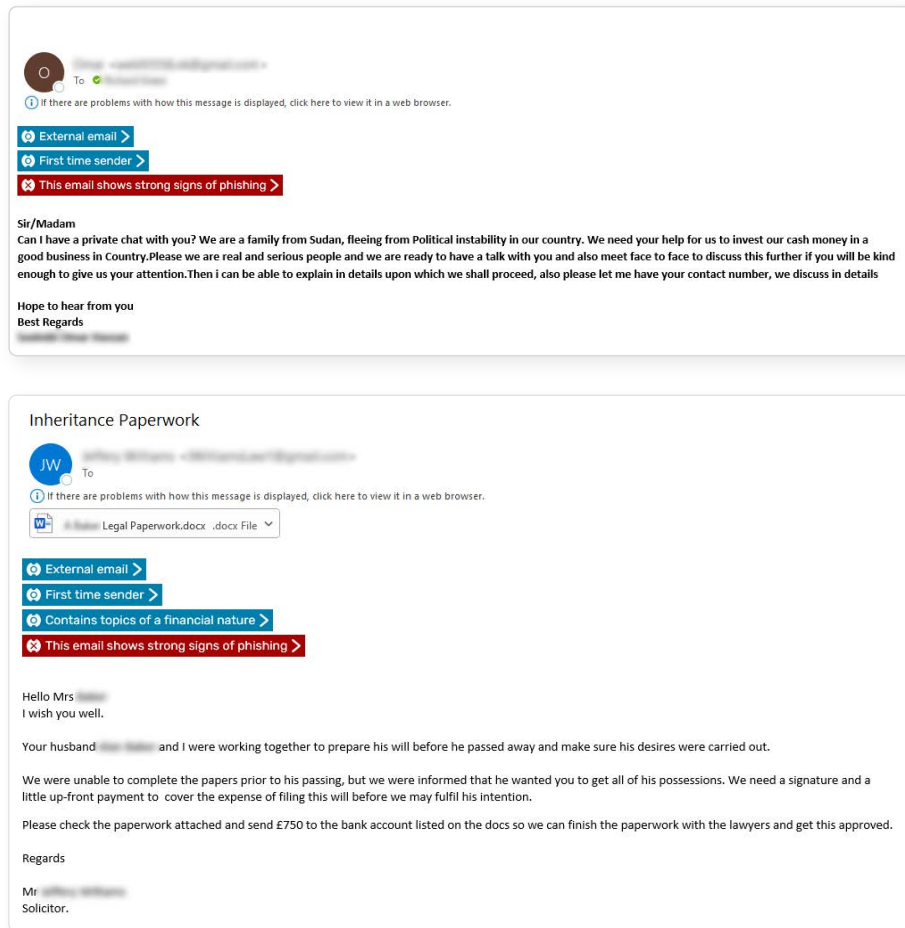 O
To
If there are problems with how this message is displayed, click here to view it in a web browser.
External email
First time sender
This email shows strong signs of phishing
Sir/Madam
Can I have a private chat with you? We are a family from Sudan, fleeing from Political instability in our country. We need your help for us to invest our cash money in a
good business in Country.Please we are real and serious people and we are ready to have a talk with you and also meet face to face to discuss this further if you will be kind
enough to give us your attention.Then i can be able to explain in details upon which we shall proceed, also please let me have your contact number, we discuss in details
Hope to hear from you
Best Regards
Inheritance Paperwork
JW
To
If there are problems with how this message is displayed, click here to view it in a web browser.
Legal Paperwork.docx .docx File
External email
First time sender
Contains topics of a financial nature
This email shows strong signs of phishing
Hello Mrs
I wish you well.
Your husband and I were working together to prepare his will before he passed away and make sure his desires were carried out.
We were unable to complete the papers prior to his passing, but we were informed that he wanted you to get all of his possessions. We need a signature and a
little up-front payment to cover the expense of filing this will before we may fulfil his intention.
Please check the paperwork attached and send £750 to the bank account listed on the docs so we can finish the paperwork with the lawyers and get this approved.
Regards
Mr
Solicitor.